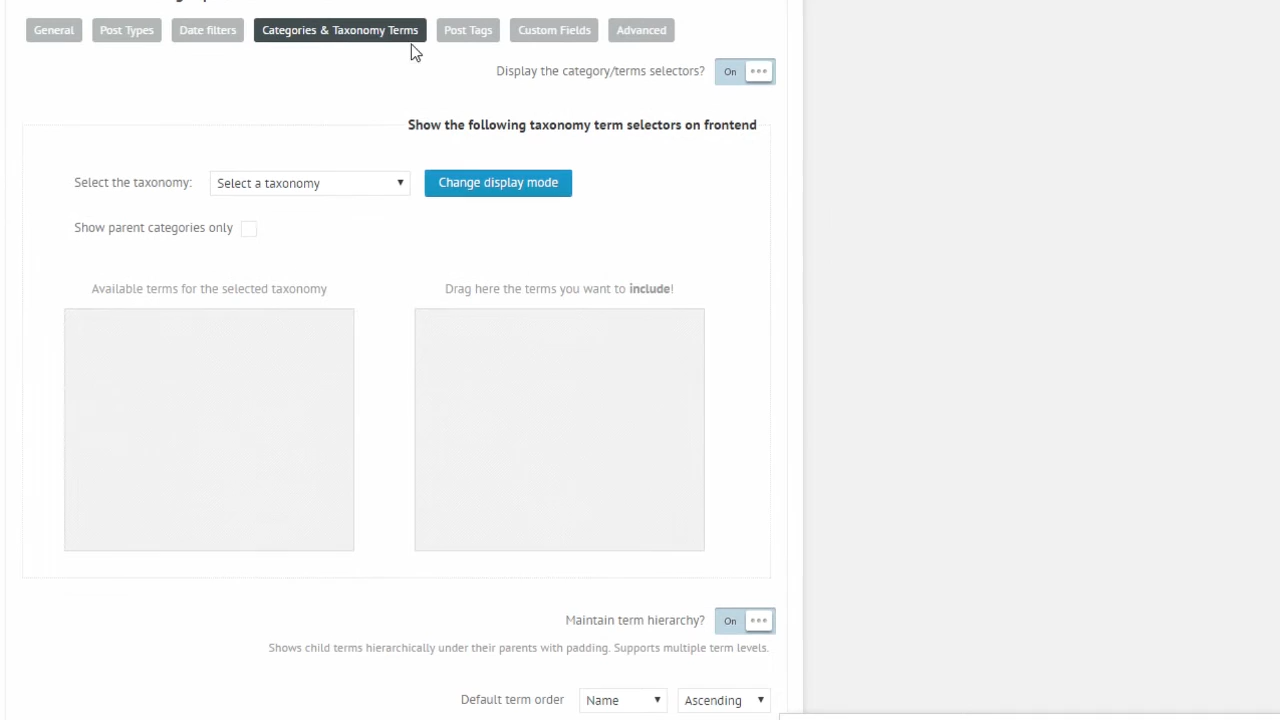 General Post Types Date filters Categories & Taxonomy Terms Post Tags Custom Fields Advanced
Display the category/terms selectors? On
Show the following taxonomy term selectors on frontend
Select the taxonomy: Select a taxonomy Change display mode
Show parent categories only
Available terms for the selected taxonomy Drag here the terms you want to include!
Maintain term hierarchy? On
Shows child terms hierarchically under their parents with padding. Supports multiple term levels.
Default term order Name Ascending